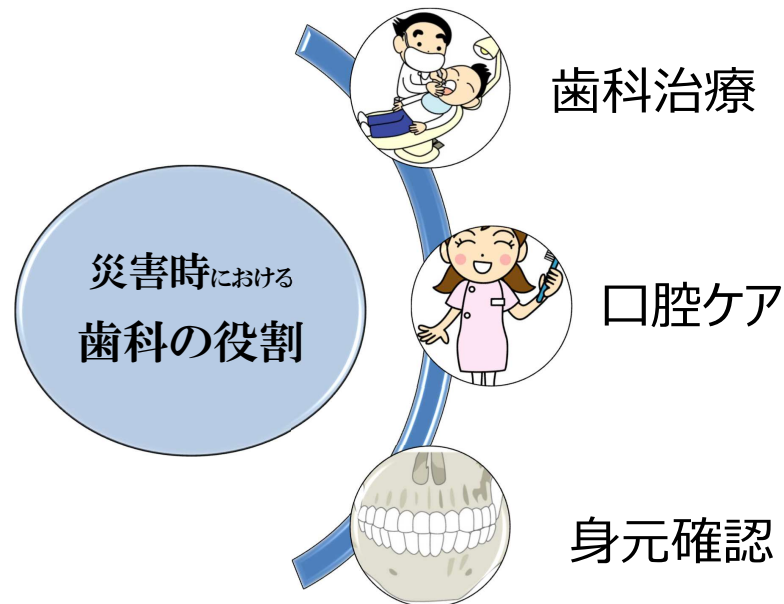 災害時における
歯科の役割
歯科治療
口腔ケア
身元確認